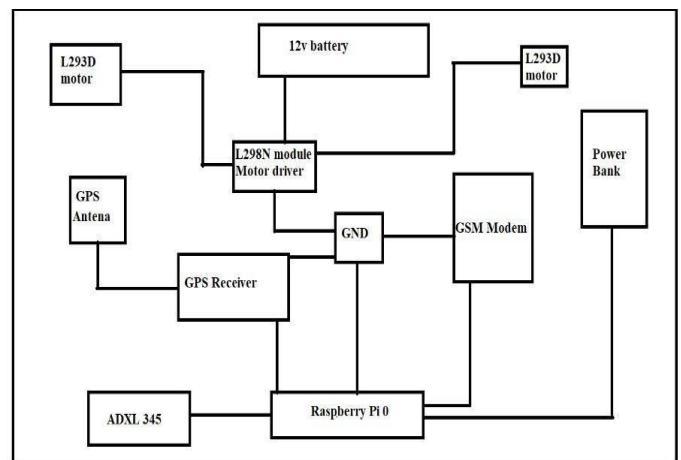 12v battery
L293D
motor
L293D
motor
L298N module
Motor driver
Power
Bank
GPS
Antena
GND
GSM Modem
GPS Receiver
Raspberry Pi 0
ADXL 345